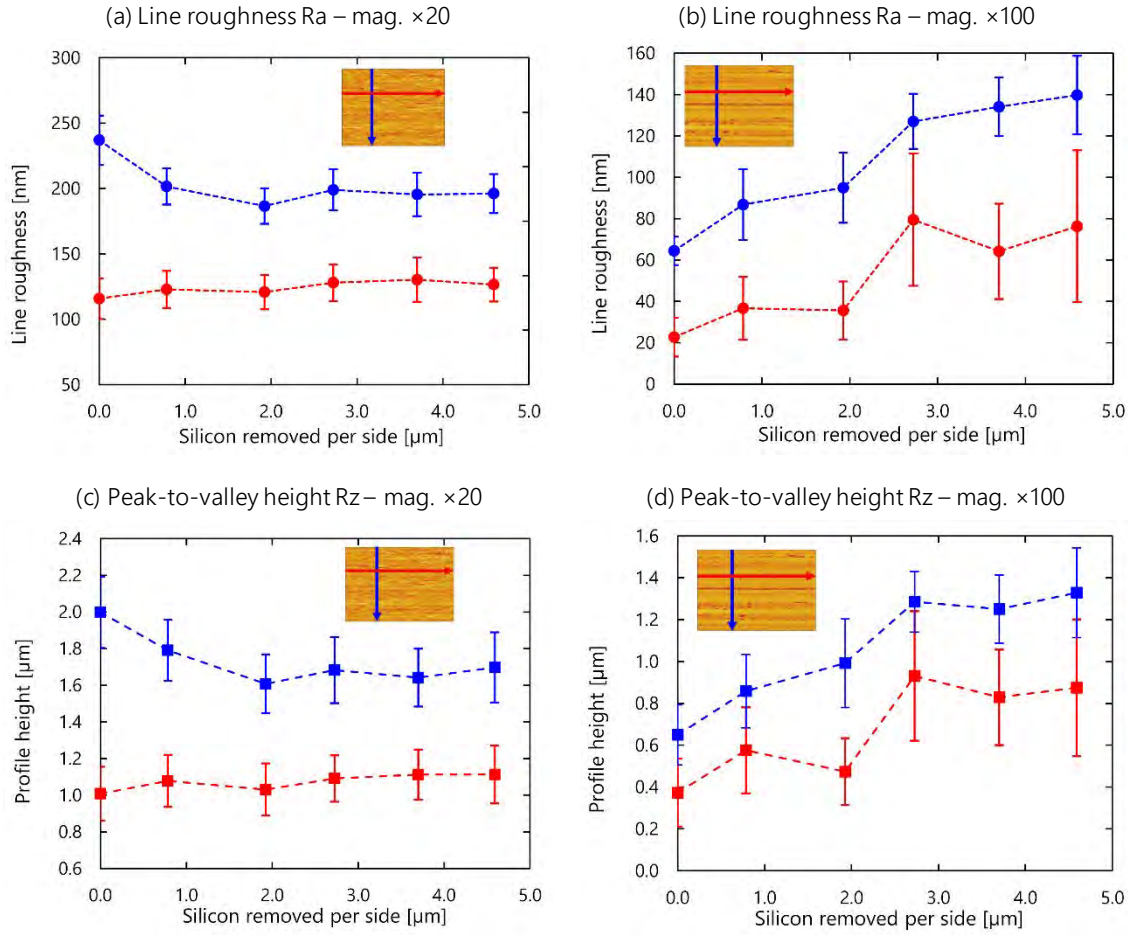 (a) Line roughness Ra – mag. ×20
300
250
200
150
100
50
Line roughness [nm]
0.0 1.0 2.0 3.0 4.0 5.0
Silicon removed per side [µm]
(b) Line roughness Ra – mag. ×100
160
140
120
100
80
60
40
20
0
Line roughness [nm]
0.0 1.0 2.0 3.0 4.0 5.0
Silicon removed per side [µm]
(c) Peak-to-valley height Rz – mag. ×20
2.4
2.2
2.0
1.8
1.6
1.4
1.2
1.0
0.8
0.6
Profile height [µm]
0.0 1.0 2.0 3.0 4.0 5.0
Silicon removed per side [µm]
(d) Peak-to-valley height Rz – mag. ×100
1.6
1.4
1.2
1.0
0.8
0.6
0.4
0.2
0.0
Profile height [µm]
0.0 1.0 2.0 3.0 4.0 5.0
Silicon removed per side [µm]